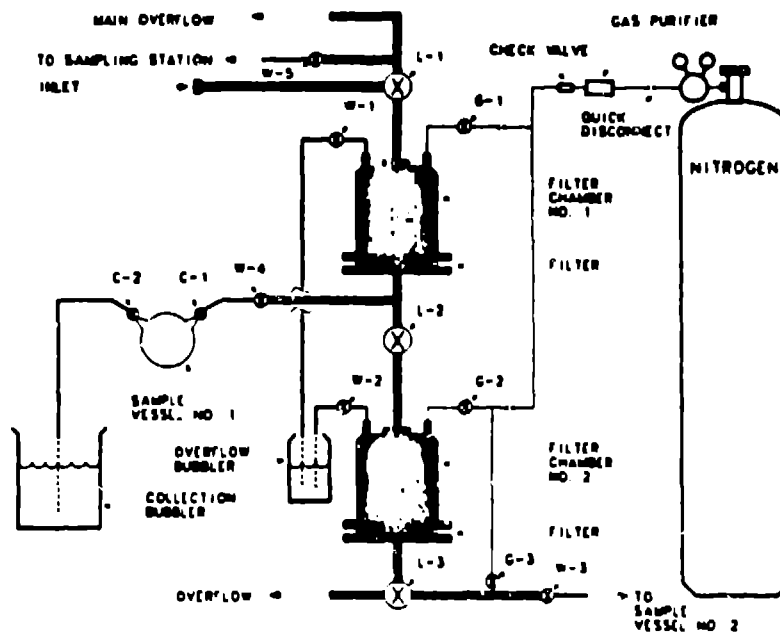 MAIN OVERFLOW
GAS PURIFIER
TO SAMPLING STATION
L-1
CHECK VALVE
W-5
INLET
W-1
G-1
QUICK
DISCONNECT
NITROGEN
FILTER
CHAMBER
NO. 1
FILTER
C-2
C-1
W-4
L-2
W-2
G-2
SAMPLE
VESSEL NO. 1
OVERFLOW
BUBBLER
COLLECTION
BUBBLER
FILTER
CHAMBER
NO. 2
FILTER
L-3
G-3
W-3
OVERFLOW
TO
SAMPLE
VESSEL NO. 2